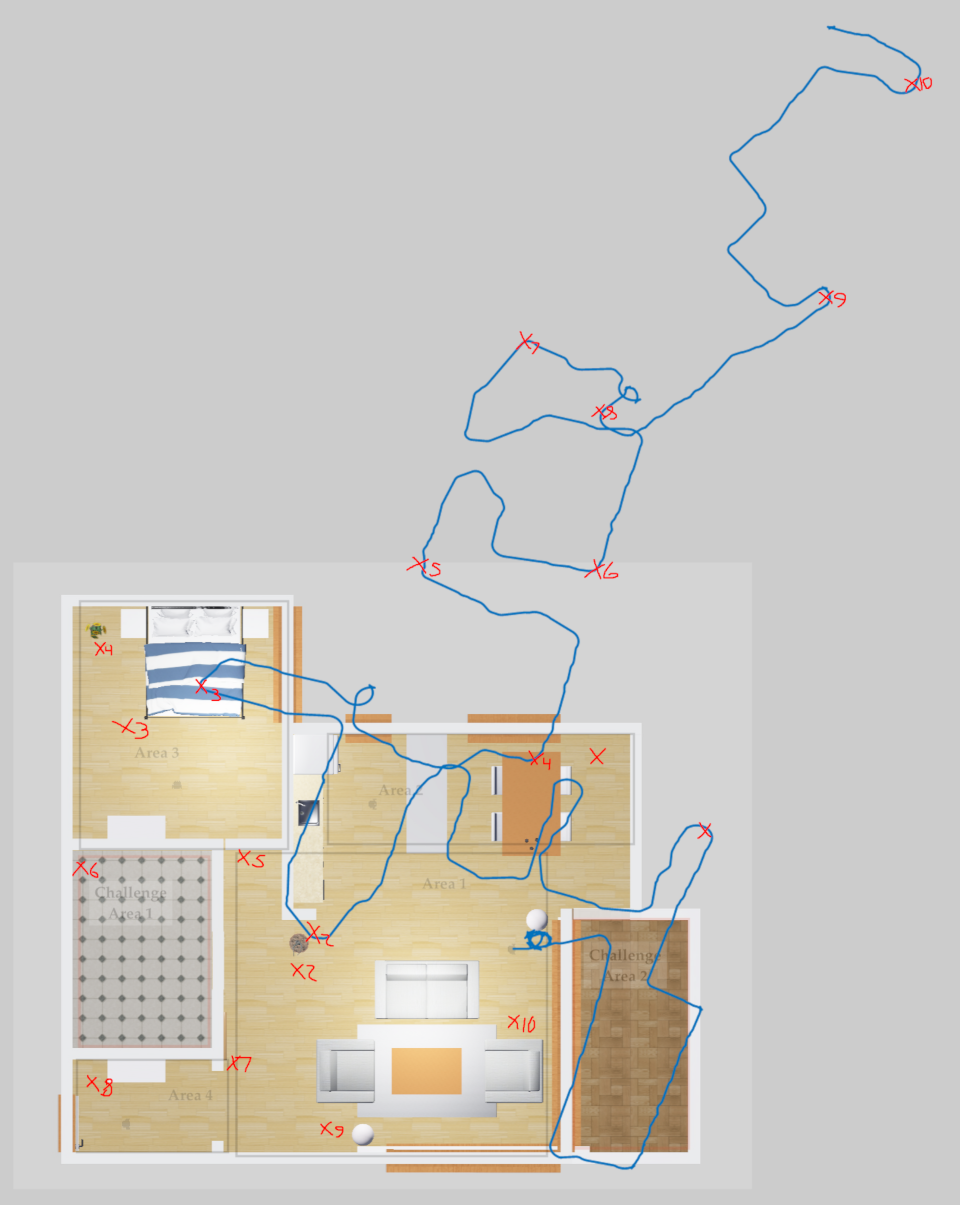 X10
X9
X7
X8
X5
X6
X4
X3
X3
Area 3
X4
X
Area 2
X
X5
X6
Challenge
Area 1
Area 1
X2
X2
Challenge
Area 2
X10
X7
X8
Area 4
X9